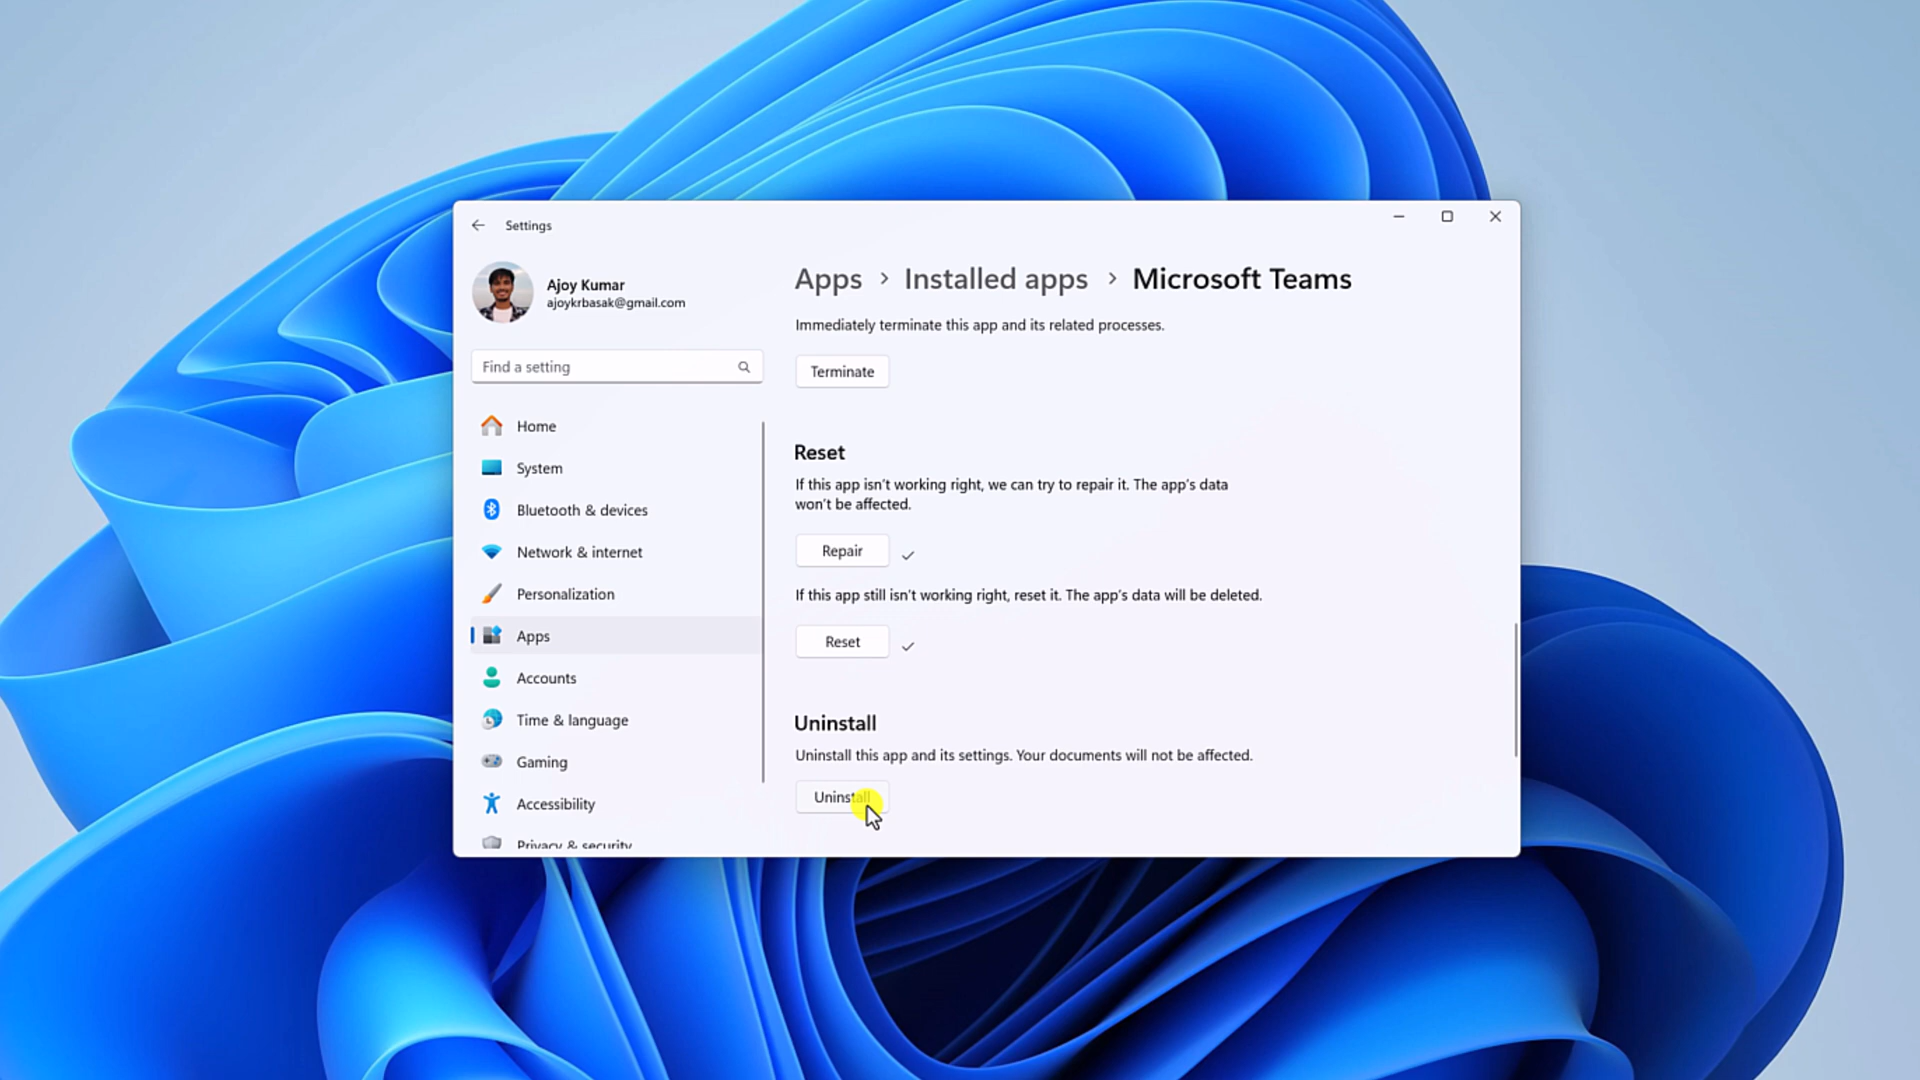 Settings
Ajoy Kumar
ajoykrbasak@gmail.com
Find a setting
Home
System
Bluetooth & devices
Network & internet
Personalization
Apps
Accounts
Time & language
Gaming
Accessibility
Privacy & security
Apps > Installed apps > Microsoft Teams
Immediately terminate this app and its related processes.
Terminate
Reset
If this app isn't working right, we can try to repair it. The app's data
won't be affected.
Repair
If this app still isn't working right, reset it. The app's data will be deleted.
Reset
Uninstall
Uninstall this app and its settings. Your documents will not be affected.
Uninstall